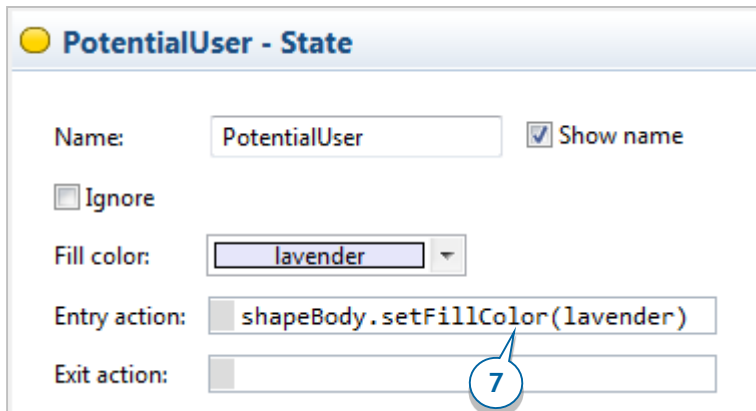 PotentialUser - State
Name: PotentialUser Show name
Ignore
Fill color: lavender
Entry action: shapeBody.setFillColor(lavender)
Exit action:
7